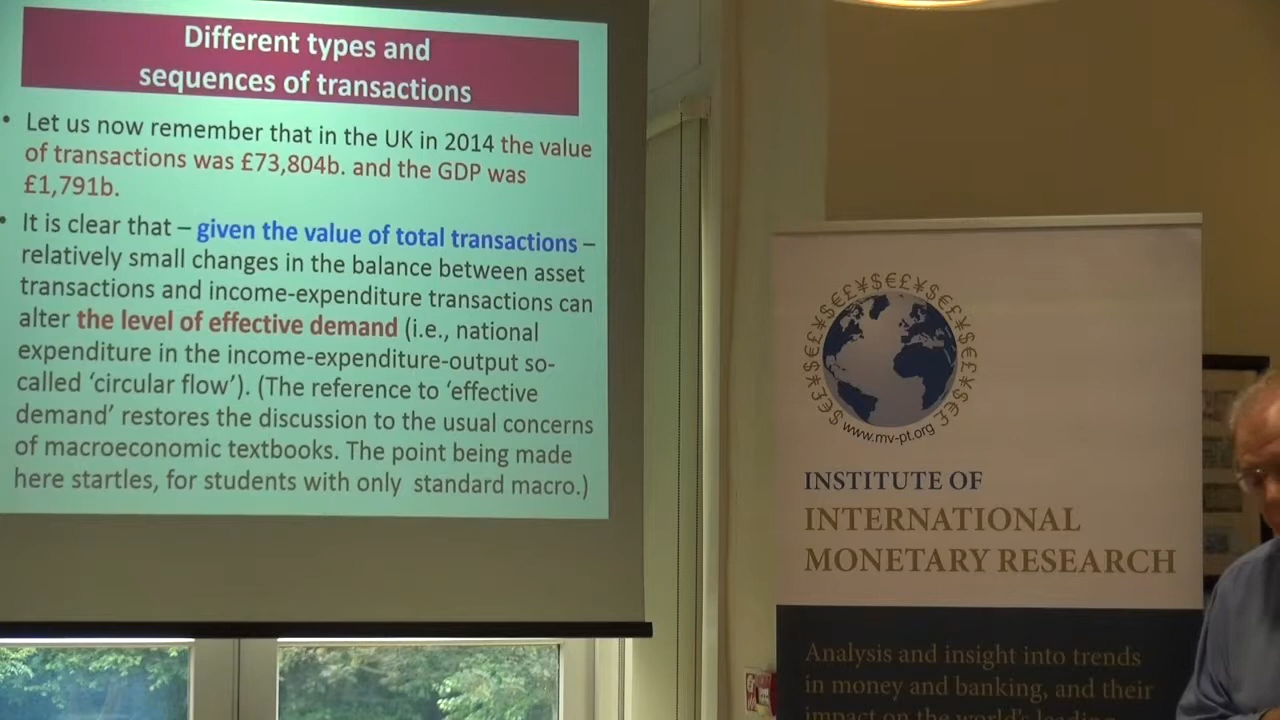 Different types and
sequences of transactions
• Let us now remember that in the UK in 2014 the value
of transactions was £73,804b. and the GDP was
£1,791b.
• It is clear that – given the value of total transactions –
relatively small changes in the balance between asset
transactions and income-expenditure transactions can
alter the level of effective demand (i.e., national
expenditure in the income-expenditure-output so-
called ‘circular flow’). (The reference to ‘effective
demand’ restores the discussion to the usual concerns
of macroeconomic textbooks. The point being made
here startles, for students with only standard macro.)
www.mv-pt.org
INSTITUTE OF
INTERNATIONAL
MONETARY RESEARCH
Analysis and insight into trends
in money and banking, and their
impact on the world's leading